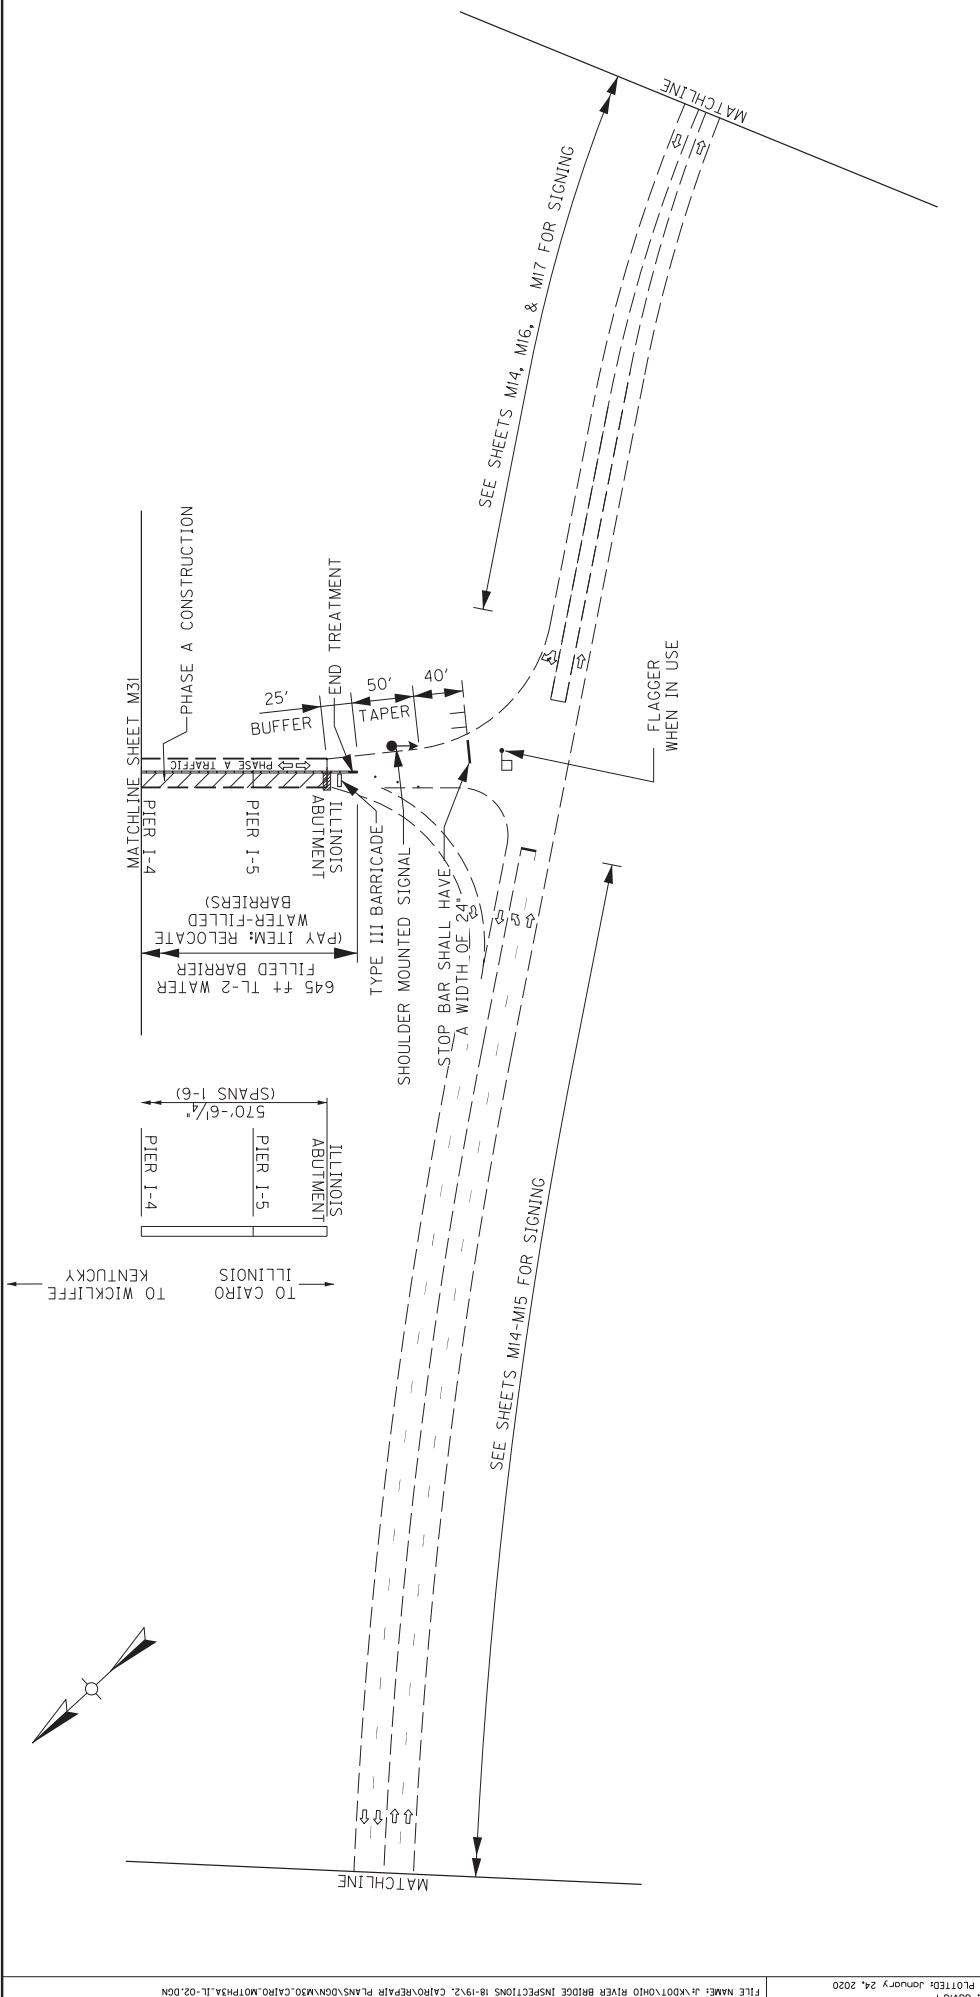 MATCHLINE
SEE SHEETS M14, M16, & M17 FOR SIGNING
PHASE A CONSTRUCTION
END TREATMENT
MATCHLINE SHEET M31
25'
BUFFER
50'
TAPER
40'
FLAGGER
WHEN IN USE
PHASE A TRAFFIC
PIER I-4
PIER I-5
ILLINOIS
ABUTMENT
645 ft TL-2 WATER
FILLED BARRIER
(PAY ITEM: RELOCATE
WATER-FILLED
BARRIERS)
TYPE III BARRICADE
SHOULDER MOUNTED SIGNAL
STOP BAR SHALL HAVE
A WIDTH OF 24"
570'-6¼"
(SPANS 1-6)
PIER I-4
PIER I-5
ILLINOIS
ABUTMENT
TO WICKLIFFE
KENTUCKY
TO CAIRO
ILLINOIS
SEE SHEETS M14-M15 FOR SIGNING
MATCHLINE
FILE NAME: J:\KDOT\OHIO RIVER BRIDGE INSPECTIONS 18-19\2. CAIRO\REPAIR PLANS\DGN\M30_CAIRO_MOTPH3A_IL-02.DGN
PLOTTED: January 24, 2020